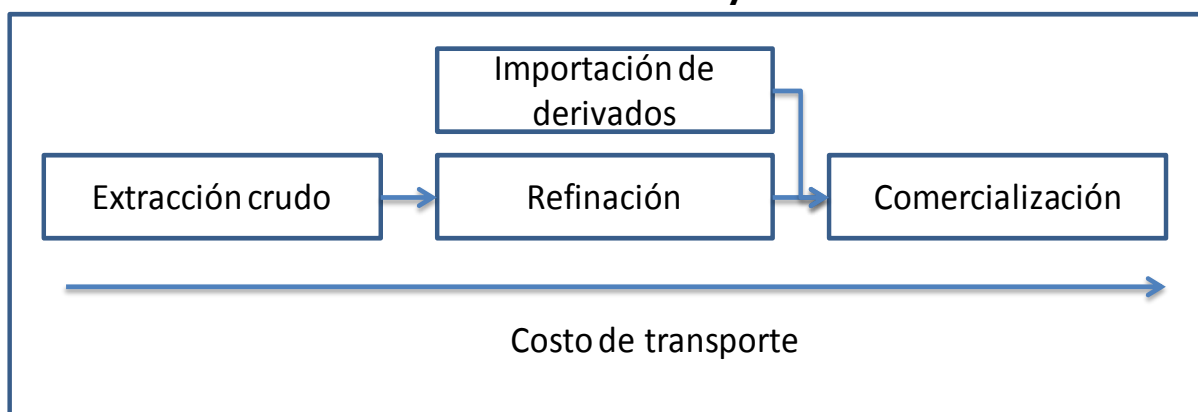 Importación de
derivados
Extracción crudo
Refinación
Comercialización
Costo de transporte